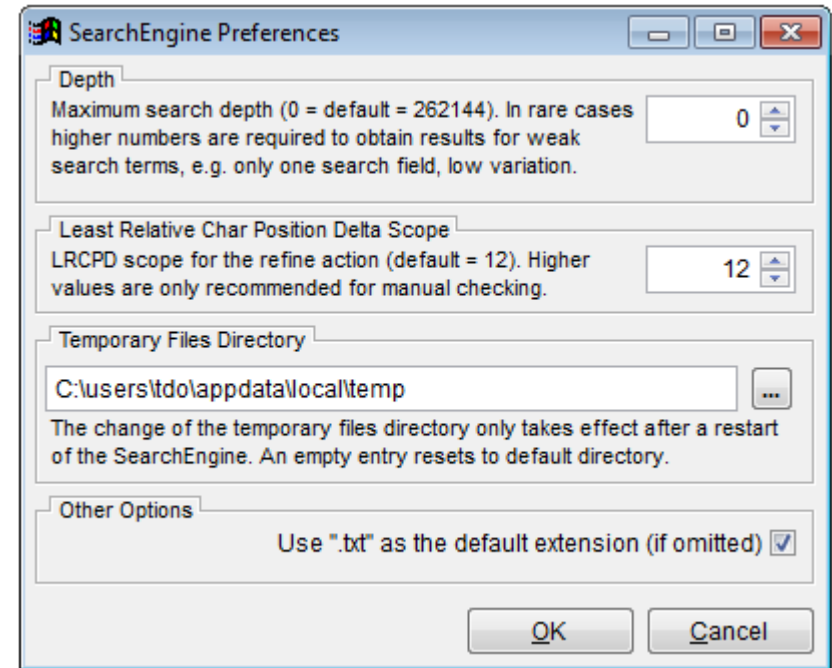 SearchEngine Preferences
Depth
Maximum search depth (0 = default = 262144). In rare cases
higher numbers are required to obtain results for weak
search terms, e.g. only one search field, low variation.
0
Least Relative Char Position Delta Scope
LRCPD scope for the refine action (default = 12). Higher
values are only recommended for manual checking.
12
Temporary Files Directory
C:\users\tdo\appdata\local\temp
...
The change of the temporary files directory only takes effect after a restart
of the SearchEngine. An empty entry resets to default directory.
Other Options
Use ".txt" as the default extension (if omitted)
OK
Cancel